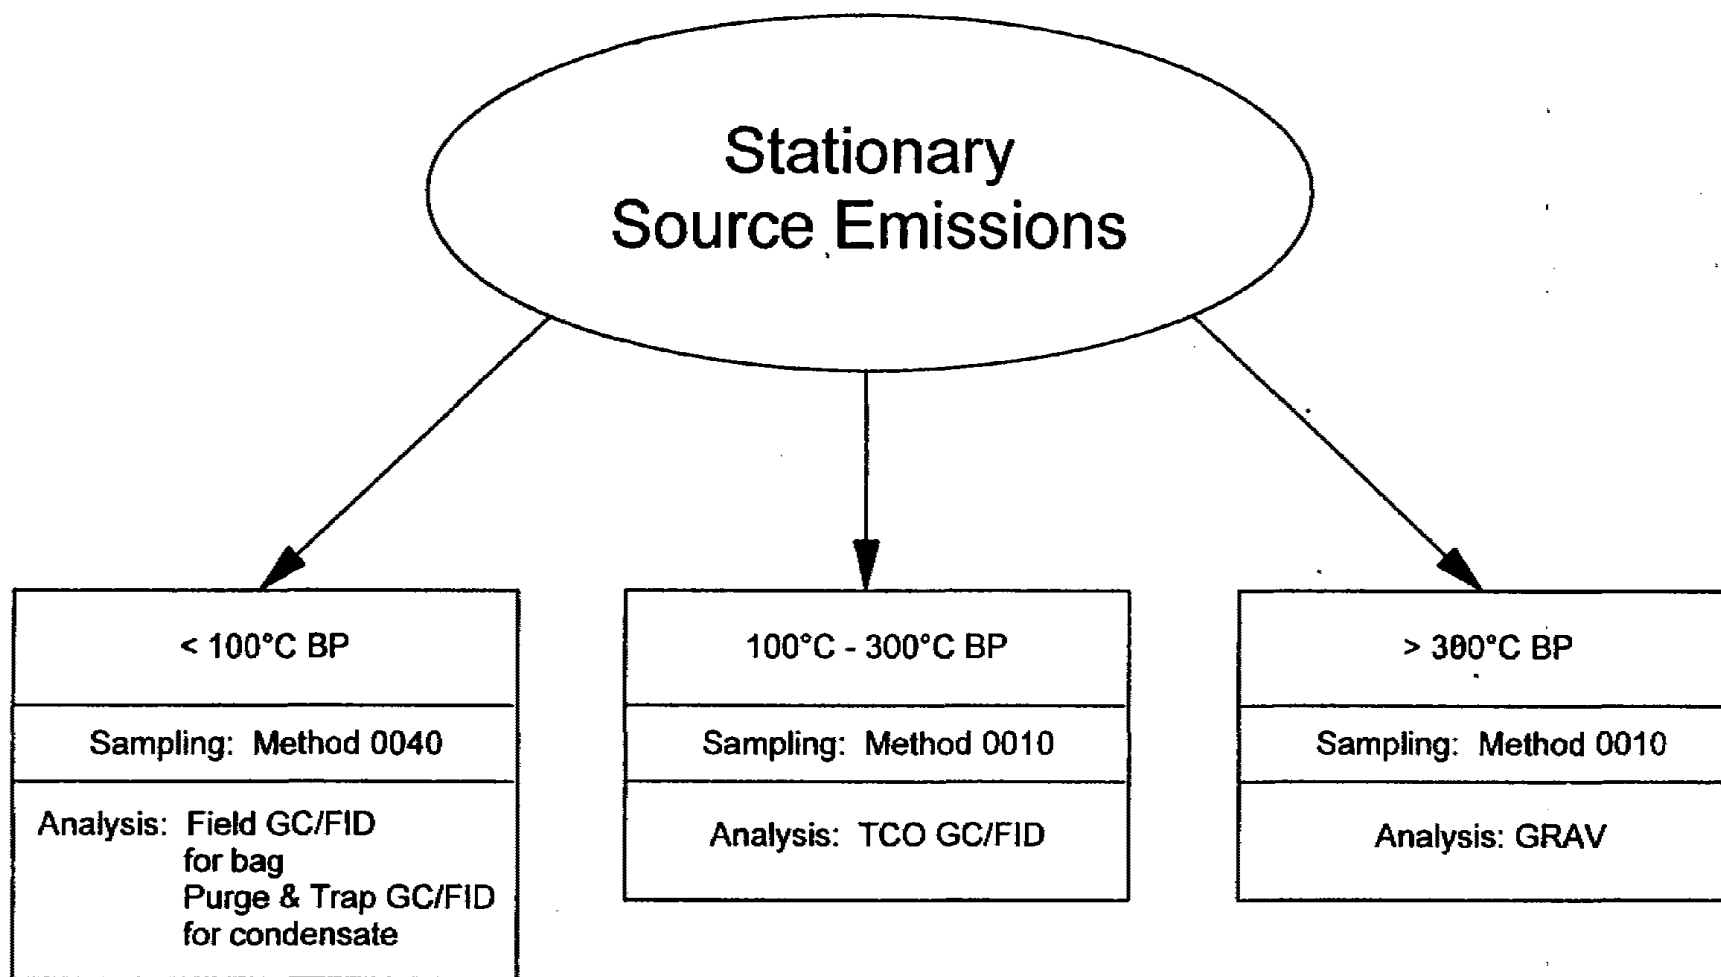 Stationary
Source Emissions
< 100°C BP
Sampling: Method 0040
Analysis: Field GC/FID
for bag
Purge & Trap GC/FID
for condensate
100°C - 300°C BP
Sampling: Method 0010
Analysis: TCO GC/FID
> 300°C BP
Sampling: Method 0010
Analysis: GRAV